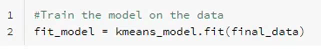 1 #Train the model on the data
2 fit_model = kmeans_model.fit(final_data)